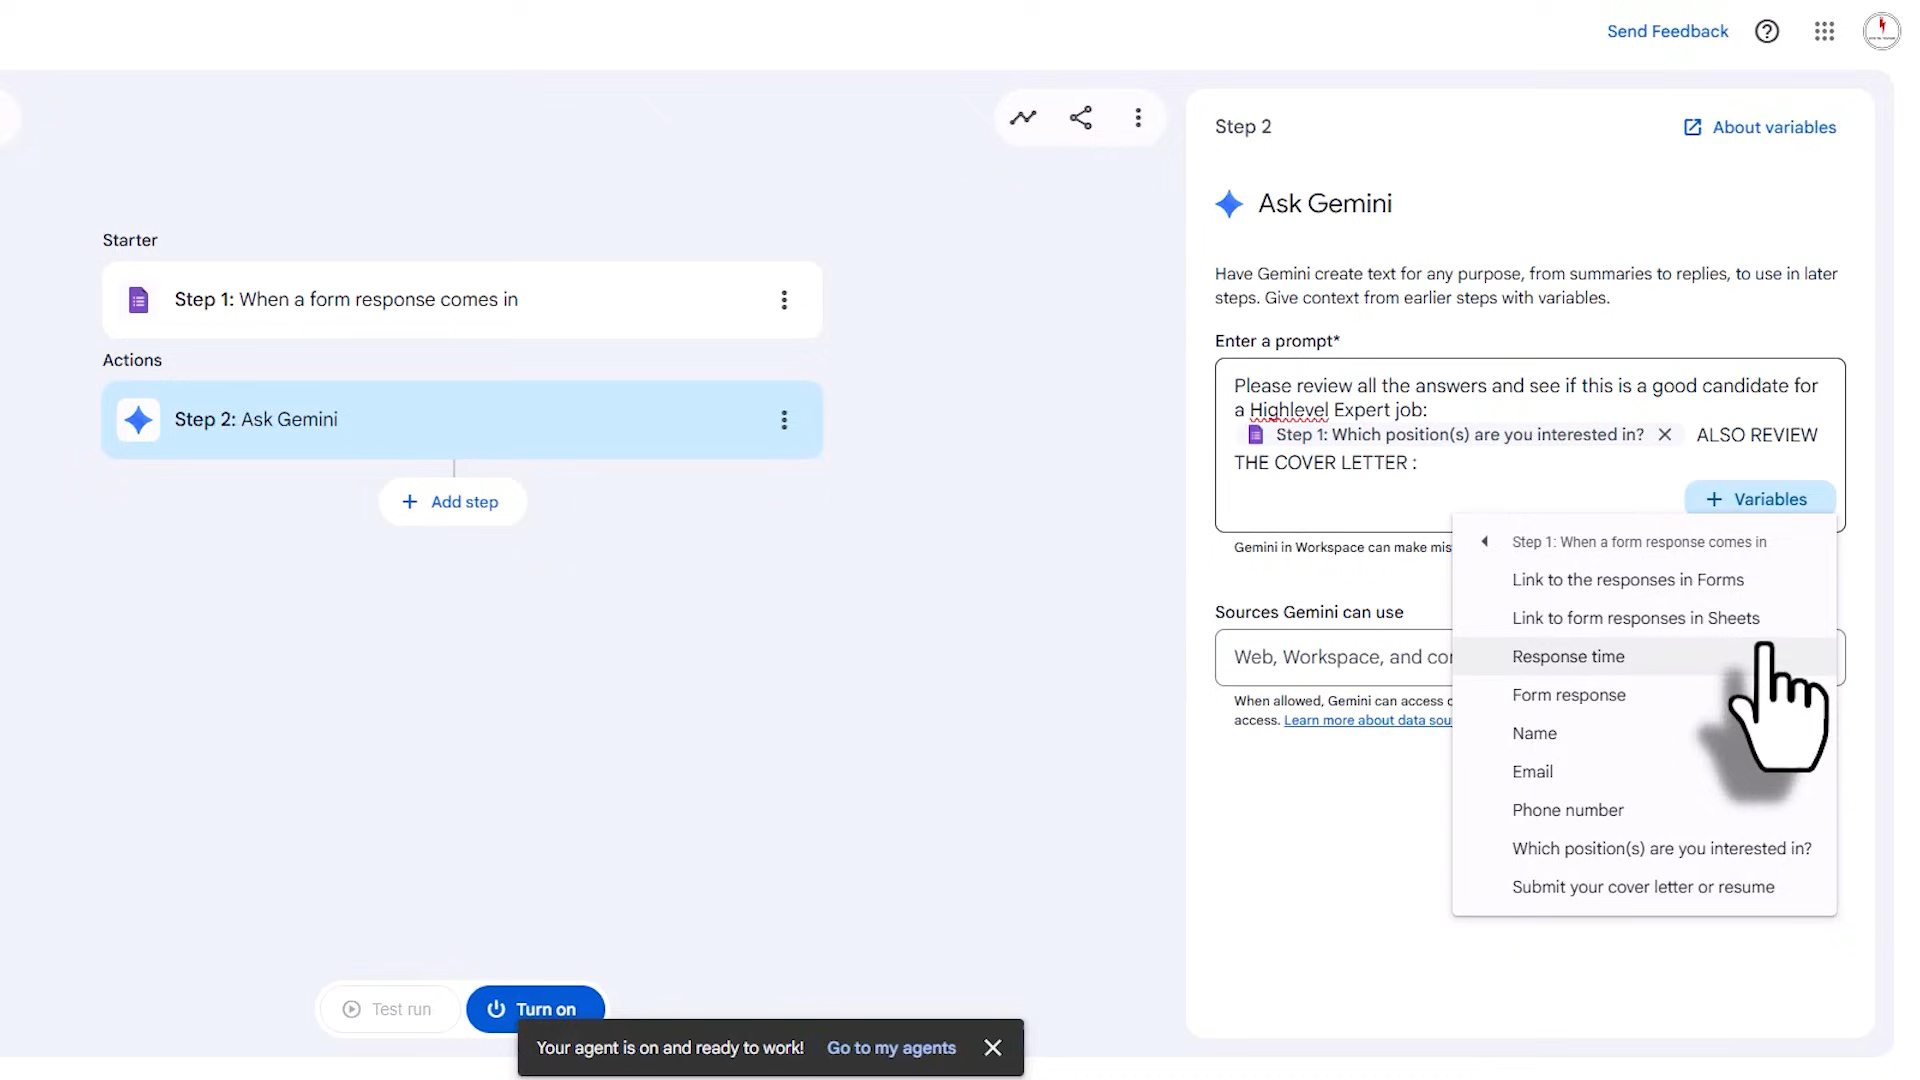 Send Feedback
Step 2
About variables
Ask Gemini
Have Gemini create text for any purpose, from summaries to replies, to use in later
steps. Give context from earlier steps with variables.
Enter a prompt*
Please review all the answers and see if this is a good candidate for
a Highlevel Expert job:
Step 1: Which position(s) are you interested in? ALSO REVIEW
THE COVER LETTER :
+ Variables
Gemini in Workspace can make mis
Step 1: When a form response comes in
Link to the responses in Forms
Link to form responses in Sheets
Response time
Form response
Name
Email
Phone number
Which position(s) are you interested in?
Submit your cover letter or resume
Sources Gemini can use
Web, Workspace, and co
When allowed, Gemini can access
access. Learn more about data sou
Starter
Step 1: When a form response comes in
Actions
Step 2: Ask Gemini
+ Add step
Test run
Turn on
Your agent is on and ready to work! Go to my agents